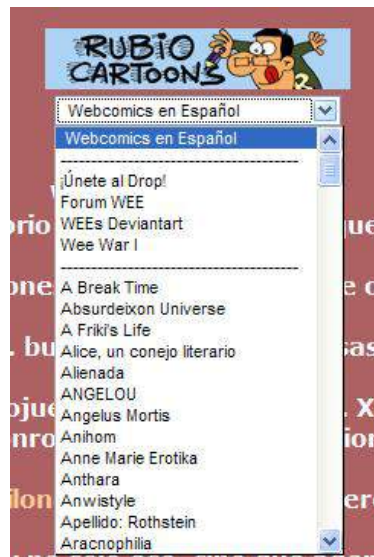 RUBIO
CARTOONS
Webcomics en Español
Webcomics en Español
------------------------------------
¡Únete al Drop!
Forum WEE
WEEs Deviantart
Wee War I
------------------------------------
A Break Time
Absurdeixon Universe
A Friki's Life
Alice, un conejo literario
Alienada
ANGELOU
Angelus Mortis
Anihom
Anne Marie Erotika
Anthara
Anwistyle
Apellido: Rothstein
Aracnophilia